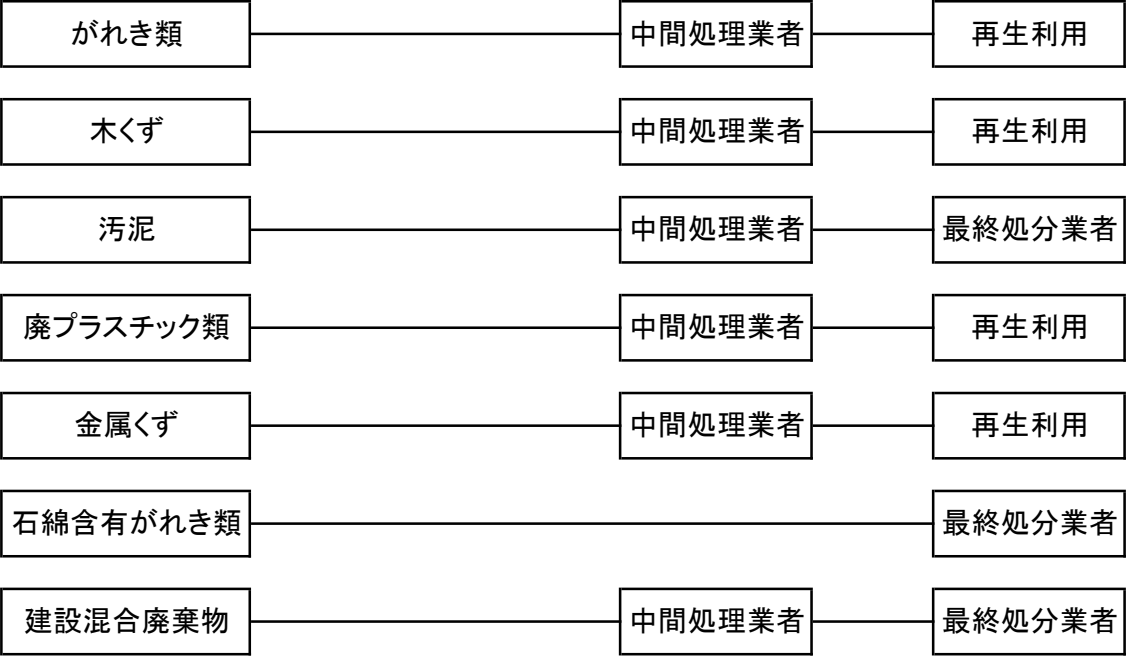 がれき類 中間処理業者 再生利用
木くず 中間処理業者 再生利用
汚泥 中間処理業者 最終処分業者
廃プラスチック類 中間処理業者 再生利用
金属くず 中間処理業者 再生利用
石綿含有がれき類 最終処分業者
建設混合廃棄物 中間処理業者 最終処分業者